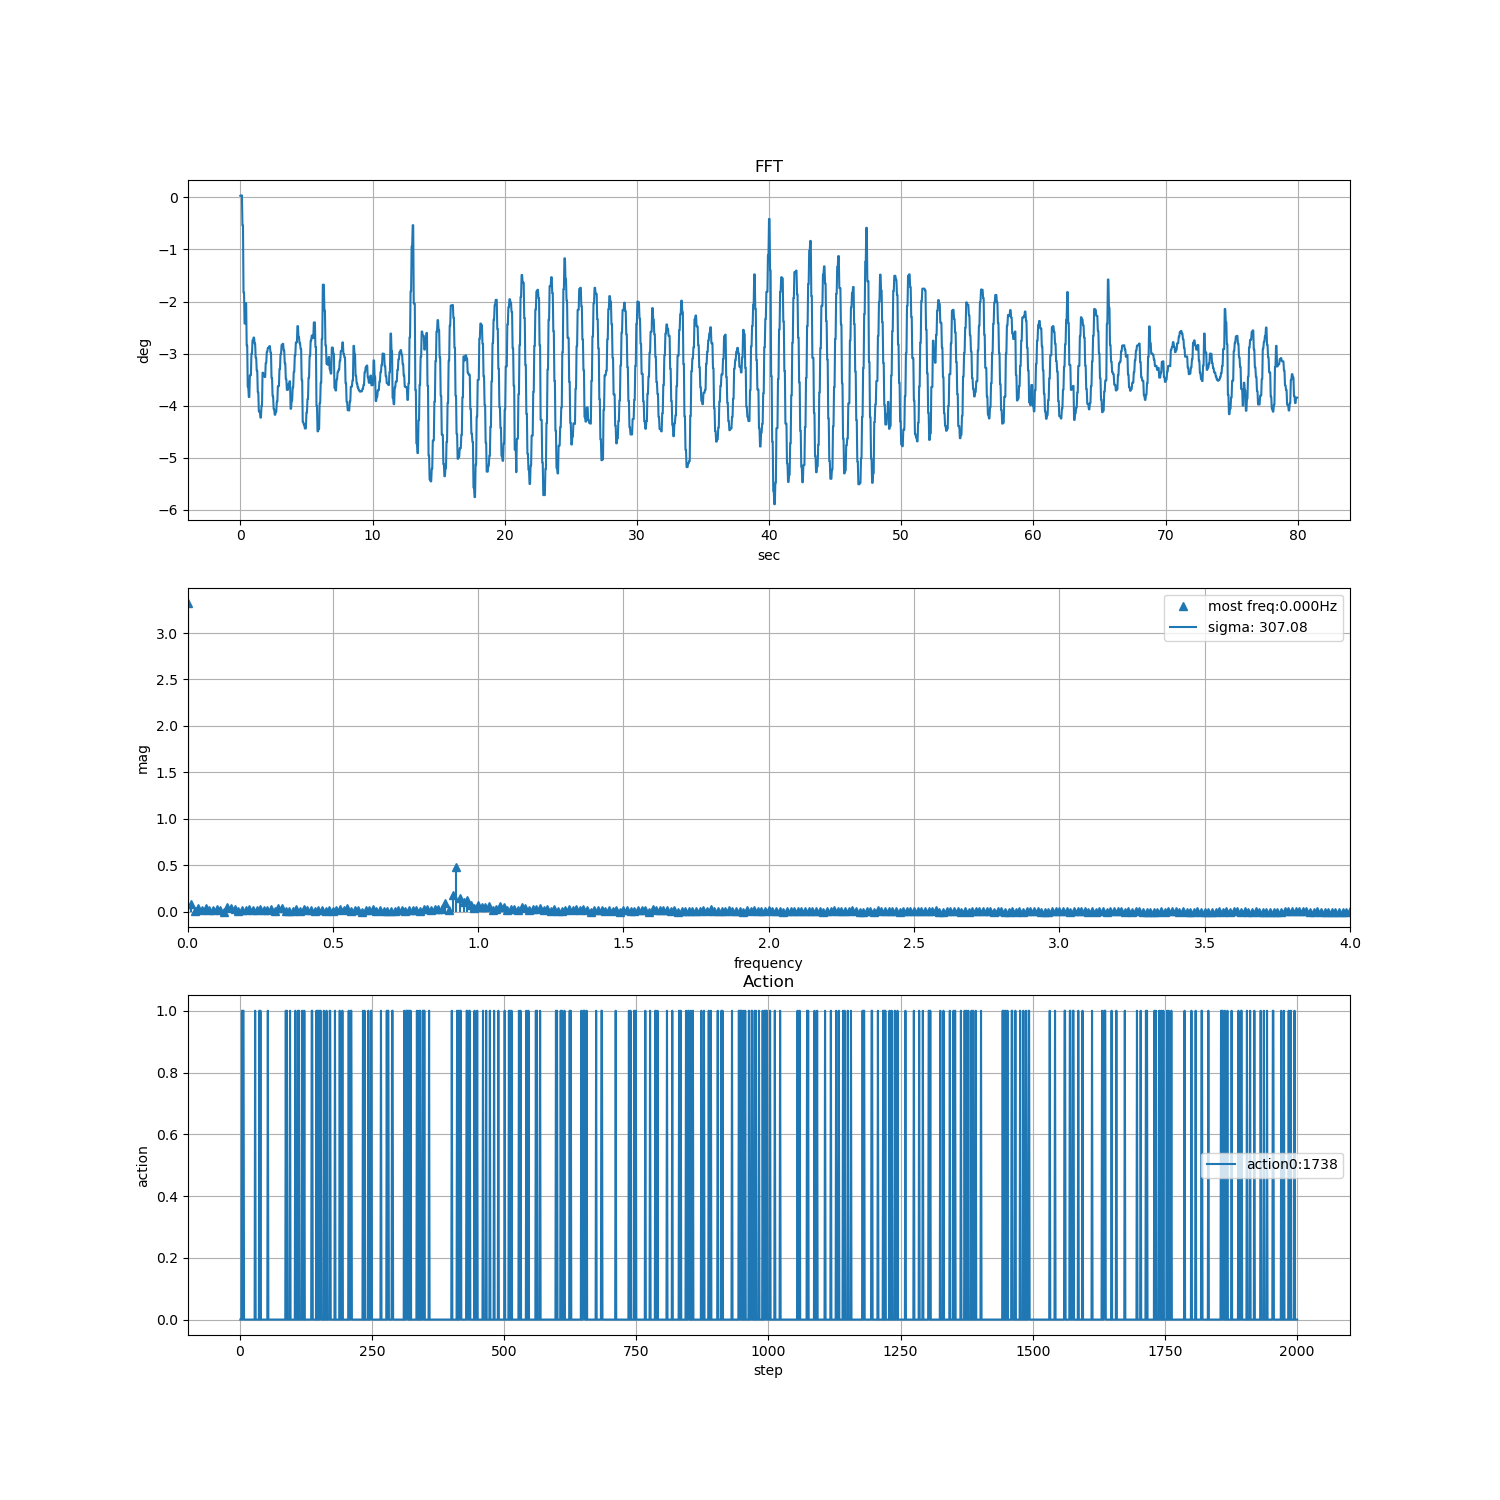 FFT
0
−1
−2
−3
−4
−5
−6
deg
0 10 20 30 40 50 60 70 80
sec
most freq:0.000Hz
sigma: 307.08
3.0
2.5
2.0
1.5
1.0
0.5
0.0
mag
0.0 0.5 1.0 1.5 2.0 2.5 3.0 3.5 4.0
frequency
Action
1.0
0.8
0.6
0.4
0.2
0.0
action
action0:1738
0 250 500 750 1000 1250 1500 1750 2000
step